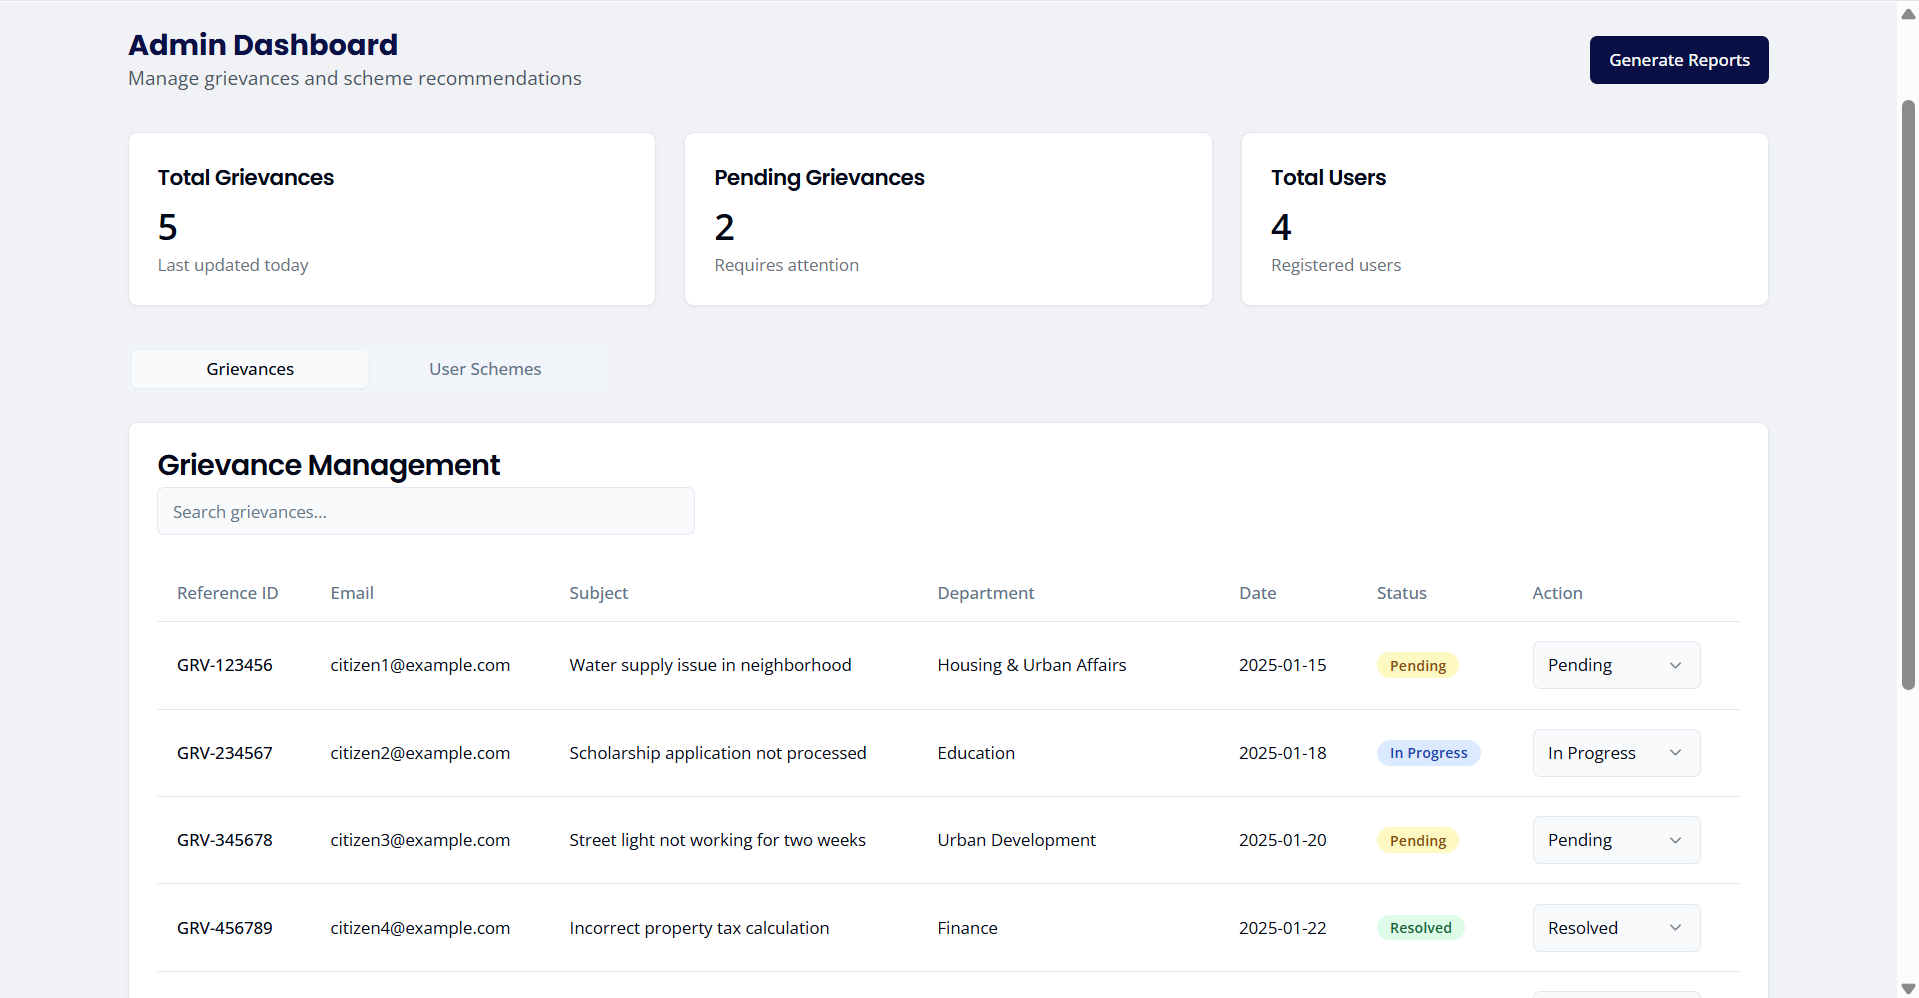 Admin Dashboard
Manage grievances and scheme recommendations
Generate Reports
Total Grievances
5
Last updated today
Pending Grievances
2
Requires attention
Total Users
4
Registered users
Grievances User Schemes
Grievance Management
Search grievances...
Reference ID Email Subject Department Date Status Action
GRV-123456 citizen1@example.com Water supply issue in neighborhood Housing & Urban Affairs 2025-01-15 Pending Pending
GRV-234567 citizen2@example.com Scholarship application not processed Education 2025-01-18 In Progress In Progress
GRV-345678 citizen3@example.com Street light not working for two weeks Urban Development 2025-01-20 Pending Pending
GRV-456789 citizen4@example.com Incorrect property tax calculation Finance 2025-01-22 Resolved Resolved